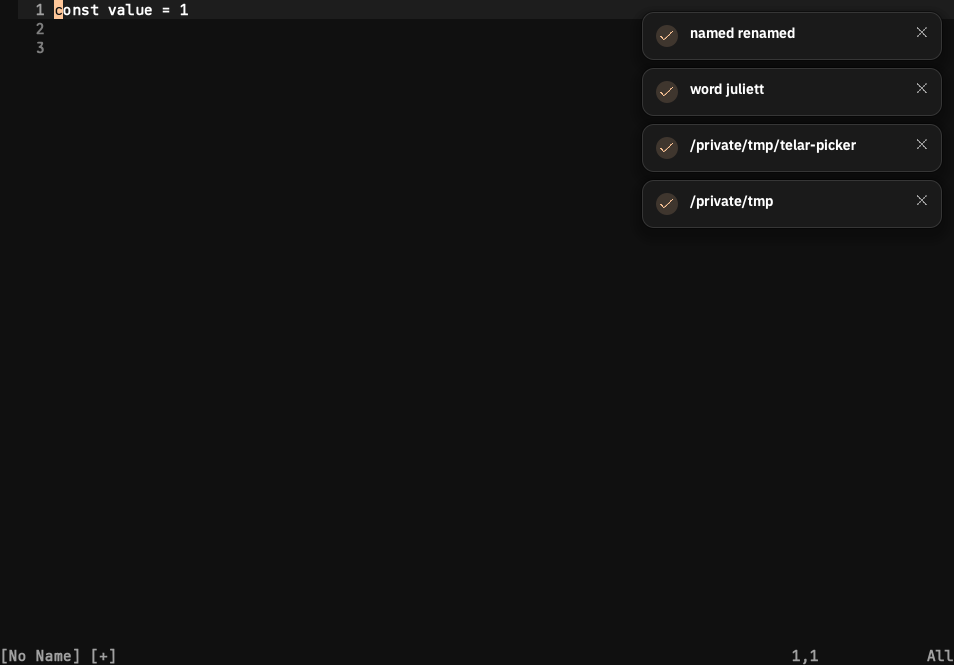 1 const value = 1
2
3
named renamed
word juliett
/private/tmp/telar-picker
/private/tmp
[No Name] [+] 1,1 All